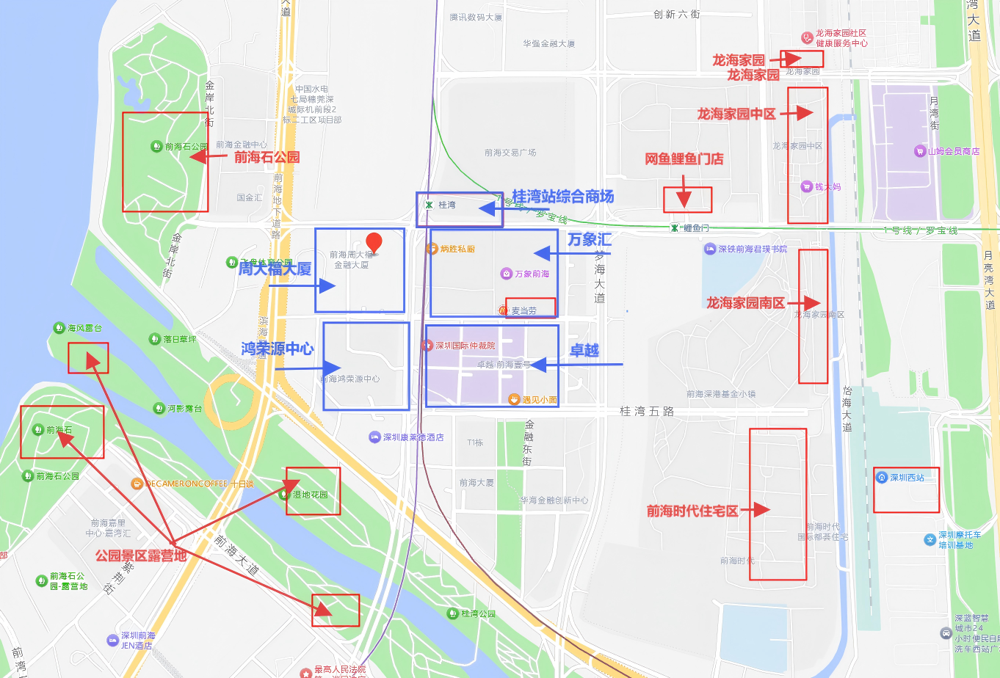 大道
腾讯数码大厦
创新六街
湾大道
华强金融大厦
龙海家园社区
健康服务中心
龙海家园
龙海家园
龙海家园
金岸北街
中国水电
七局穗莞深
城际机前段2
标二工区项目部
月湾街
龙海家园中区
龙海家园中区
前海石公园
前海金融中心
前海石公园
前海交易广场
网鱼鲤鱼门店
山姆会员商店
前海地下道路
国金汇
桂湾
桂湾站综合商场
1号线/罗宝线
钱大妈
鲤鱼门
1号线/罗宝线
金岸北街
前海周大福
金融大厦
炳胜私厨
万象汇
深铁前海君璞书院
周大福大厦
万象前海
梦海大道
月亮湾大道
麦当劳
龙海家园南区
龙海家园南区
海风露台
落日草坪
滨海
鸿荣源中心
深圳国际仲裁院
卓越
卓越·前海壹号
前海鸿荣源中心
前海深港基金小镇
遇见小面
河影露台
桂湾五路
怡海大道
前海石
深圳康莱德酒店
T1栋
金融东街
前海石公园
DECAMERONCOFFEE 十日谈
湿地花园
前海大厦
华海金融创新中心
深圳西站
前海时代住宅区
前海嘉里
中心·嘉湾汇
前海时代
国际都荟住宅
深圳摩托车
培训基地
公园景区露营地
部
前海大道
紫荆街
前海时代
前海石公
园-露营地
桂湾公园
深圳前海
JEN酒店
深蓝智慧
城市24
小时便民自
洗车西站广
前湾
最高人民法院